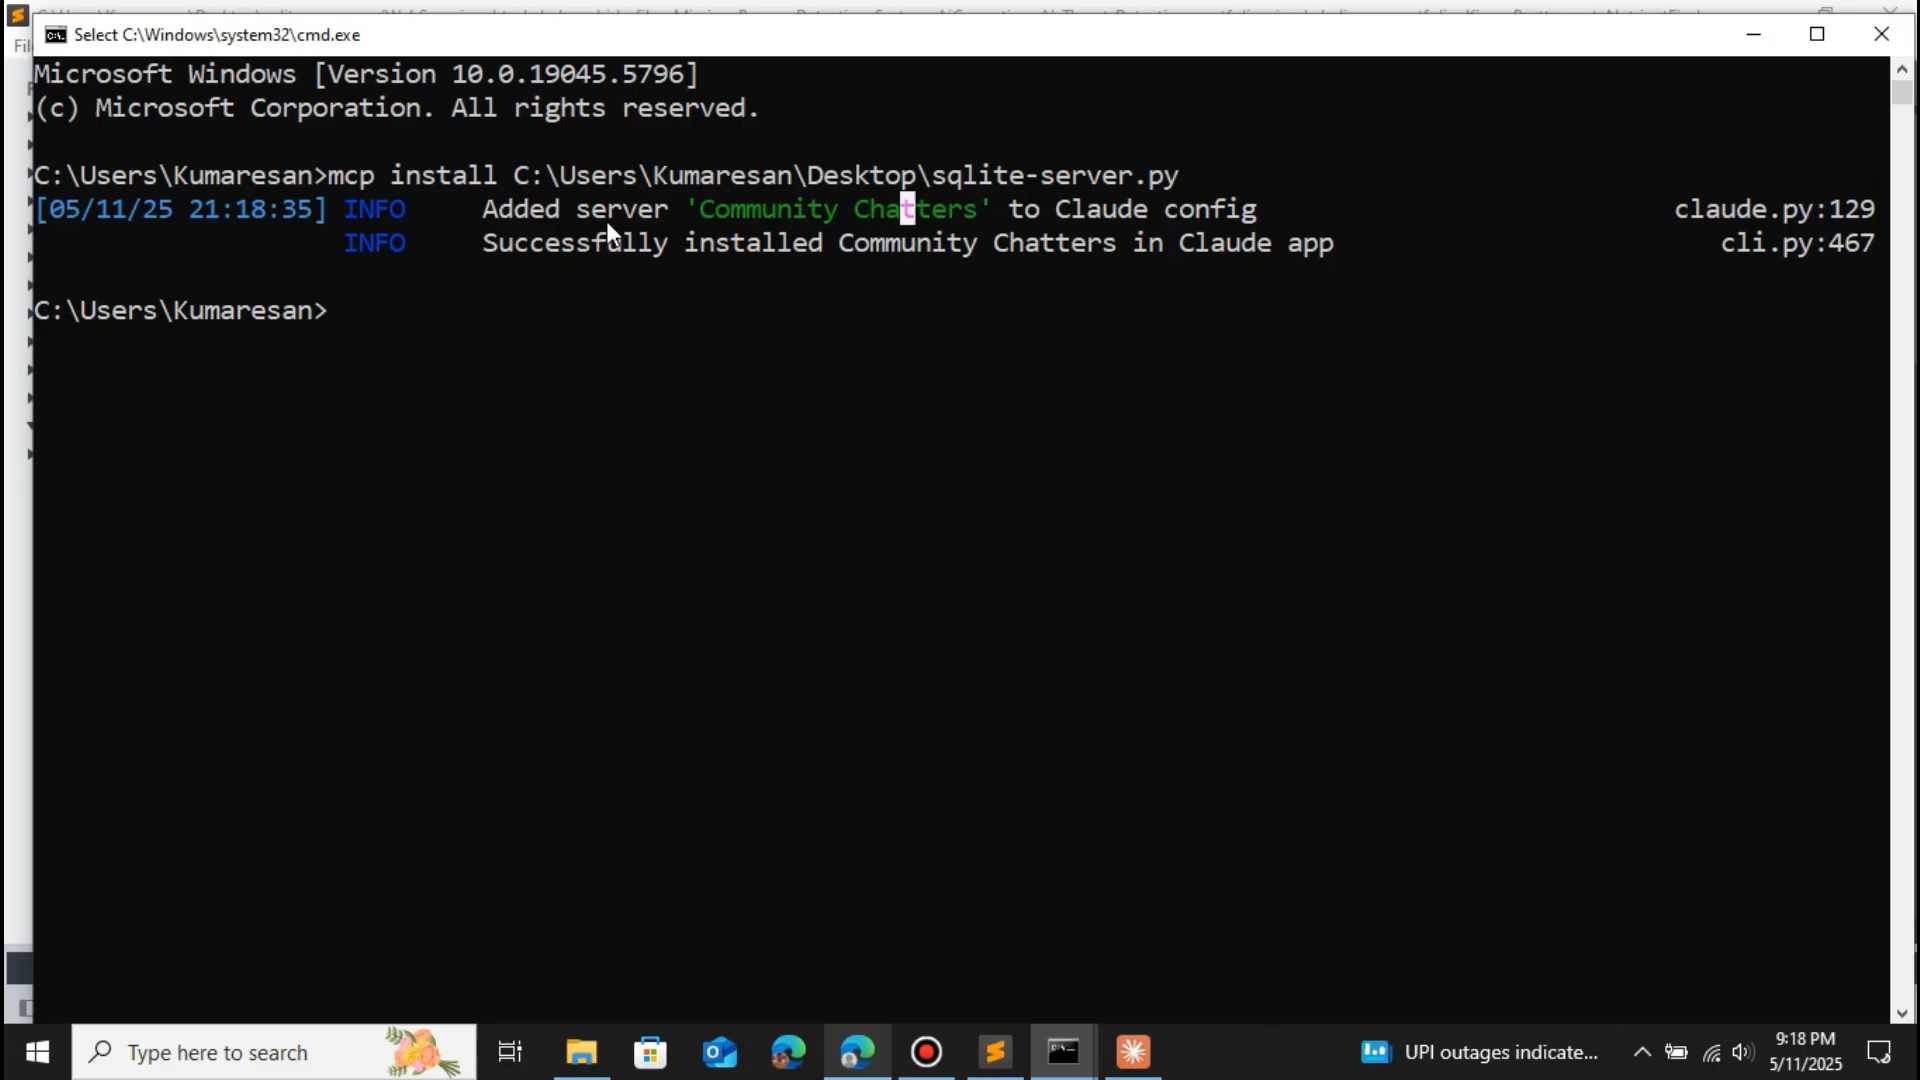 Select C:\Windows\system32\cmd.exe
Fil
Microsoft Windows [Version 10.0.19045.5796]
(c) Microsoft Corporation. All rights reserved.
C:\Users\Kumaresan>mcp install C:\Users\Kumaresan\Desktop\sqlite-server.py
[05/11/25 21:18:35] INFO Added server 'Community Chatters' to Claude config claude.py:129
INFO Successfully installed Community Chatters in Claude app cli.py:467
C:\Users\Kumaresan>
Type here to search
UPI outages indicate...
9:18 PM
5/11/2025